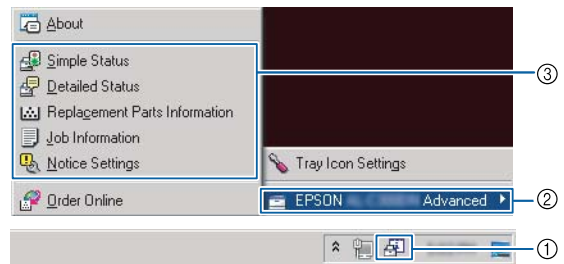 About
Simple Status
Detailed Status
Replacement Parts Information
Job Information
Notice Settings
Order Online
Tray Icon Settings
EPSON Advanced
③
②
①